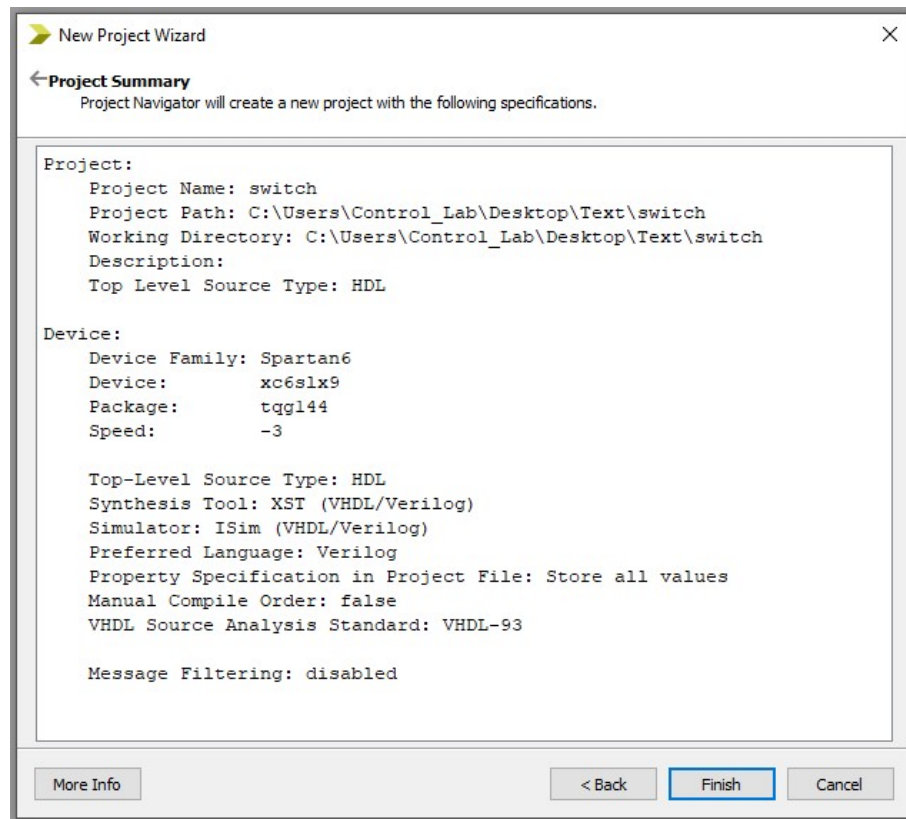 New Project Wizard
Project Summary
Project Navigator will create a new project with the following specifications.
Project:
Project Name: switch
Project Path: C:\Users\Control_Lab\Desktop\Text\switch
Working Directory: C:\Users\Control_Lab\Desktop\Text\switch
Description:
Top Level Source Type: HDL
Device:
Device Family: Spartan6
Device: xc6slx9
Package: tqg144
Speed: -3
Top-Level Source Type: HDL
Synthesis Tool: XST (VHDL/Verilog)
Simulator: ISim (VHDL/Verilog)
Preferred Language: Verilog
Property Specification in Project File: Store all values
Manual Compile Order: false
VHDL Source Analysis Standard: VHDL-93
Message Filtering: disabled
More Info < Back Finish Cancel